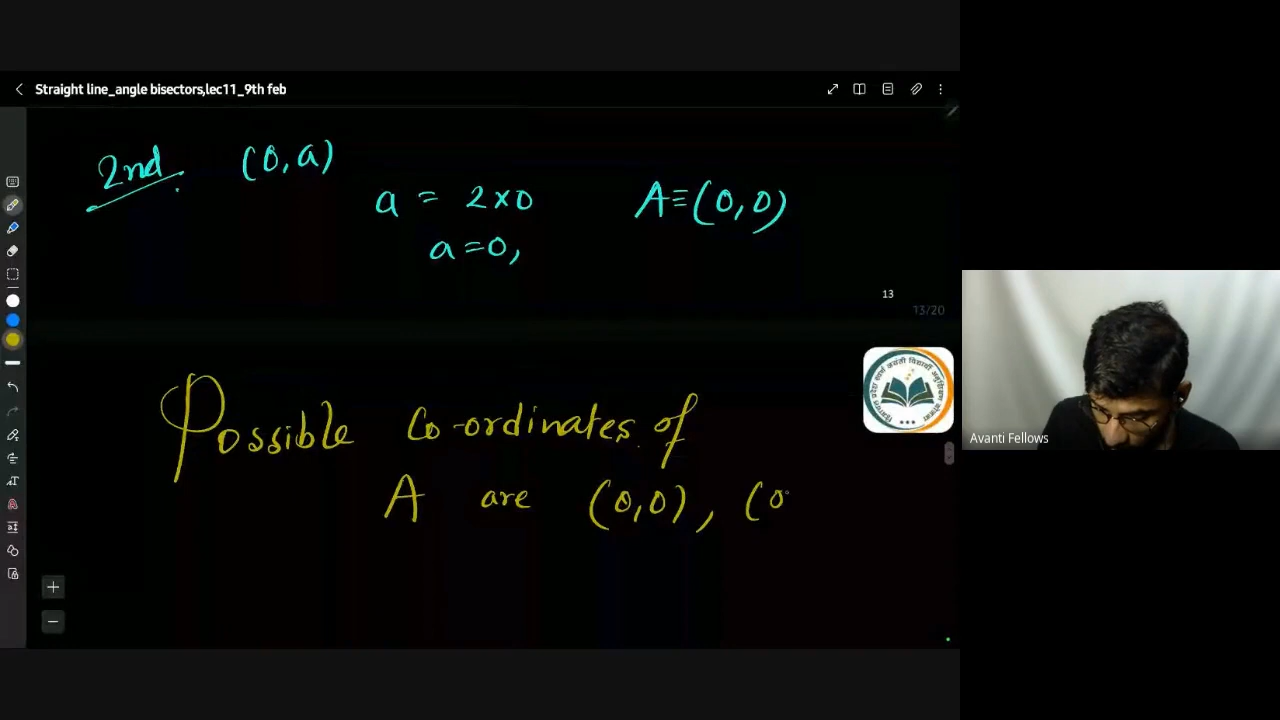 Straight line_angle bisectors,lec11_9th feb
2nd. (0,a)
a = 2×0 A≡(0,0)
a=0,
13
13/20
Possible Co-ordinates of
A are (0,0), (0
Avanti Fellows